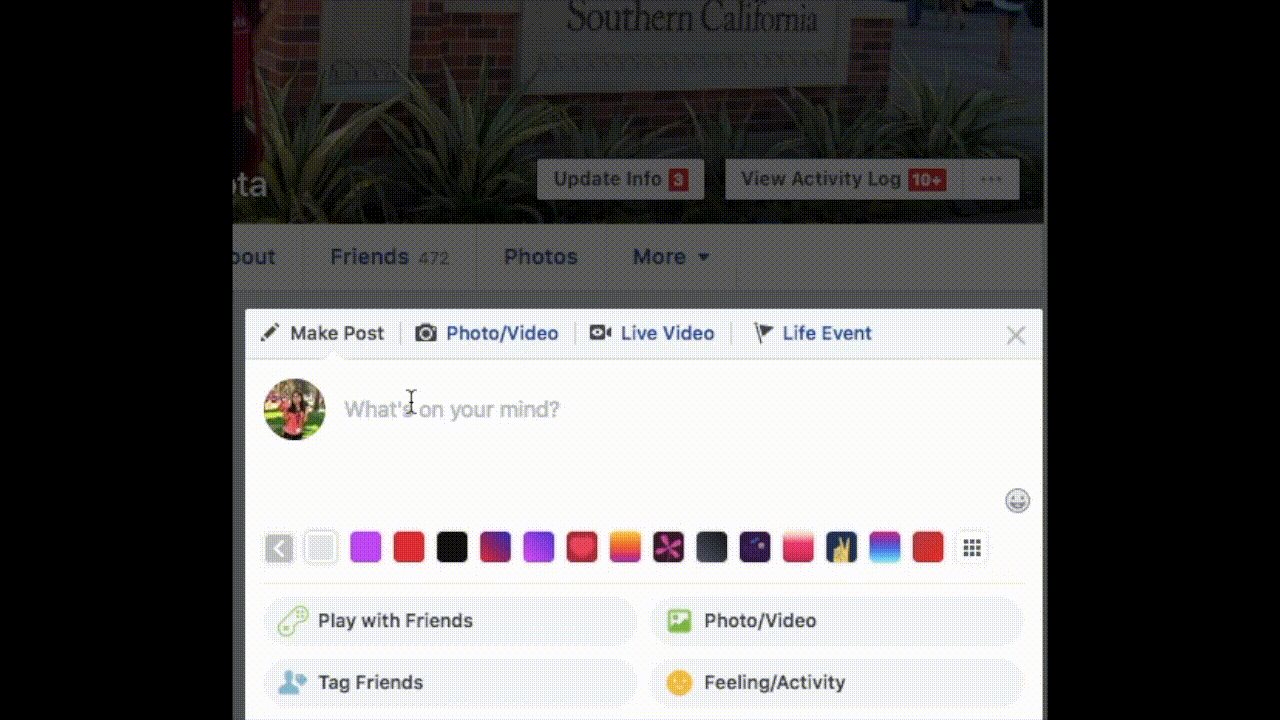 Southern California
ota
Update Info 3
View Activity Log 10+ ...
bout
Friends 472
Photos
More
Make Post
Photo/Video
Live Video
Life Event
What's on your mind?
Play with Friends
Photo/Video
Tag Friends
Feeling/Activity